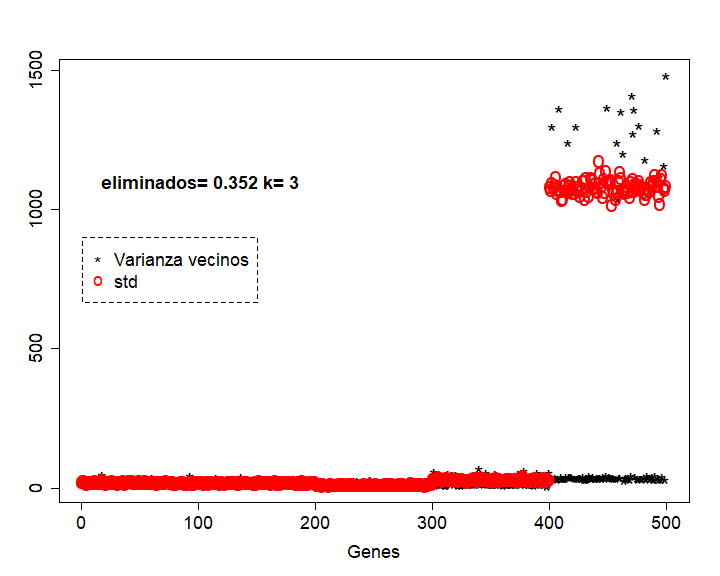 1500
1000
500
0
eliminados= 0.352 k= 3
* Varianza vecinos
o std
0 100 200 300 400 500
Genes